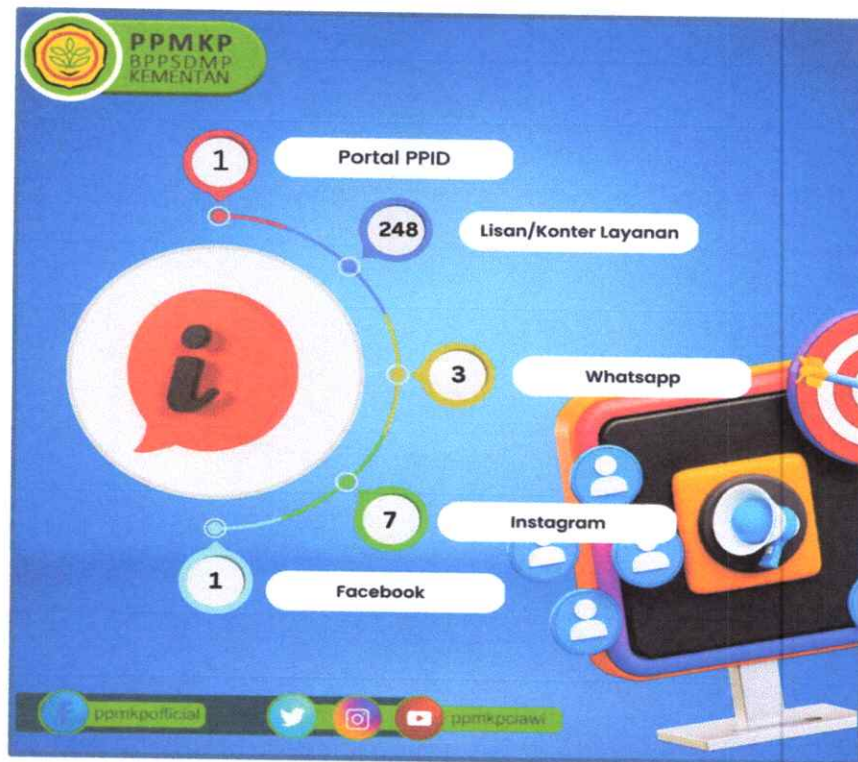 PPMKP
BPPSDMP
KEMENTAN
1
Portal PPID
248
Lisan/Konter Layanan
3
Whatsapp
7
Instagram
1
Facebook
ppmkpofficial
ppmkpciawi